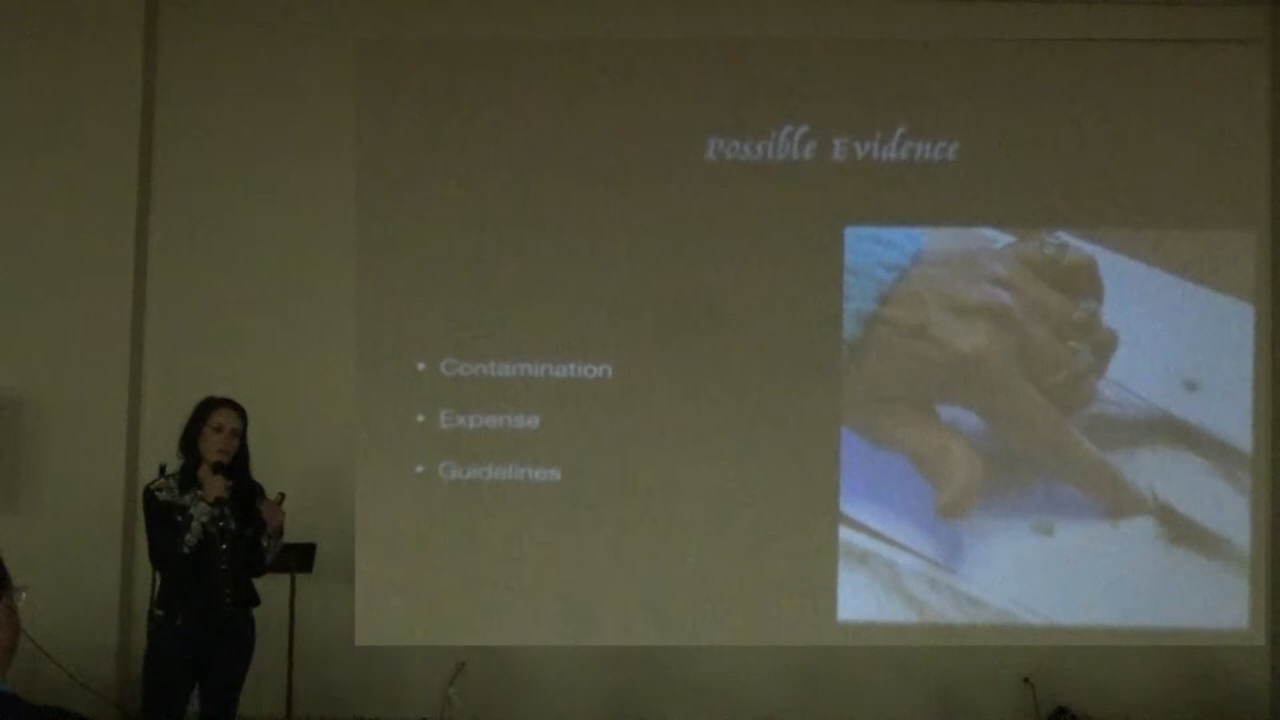 Possible Evidence
• Contamination
• Expense
• Guidelines